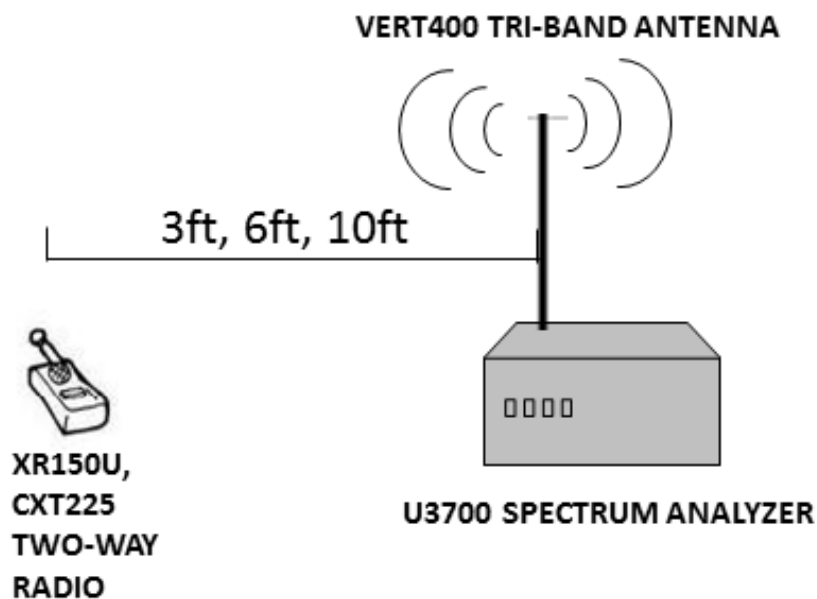 VERT400 TRI-BAND ANTENNA
3ft, 6ft, 10ft
XR150U,
CXT225
TWO-WAY
RADIO
U3700 SPECTRUM ANALYZER